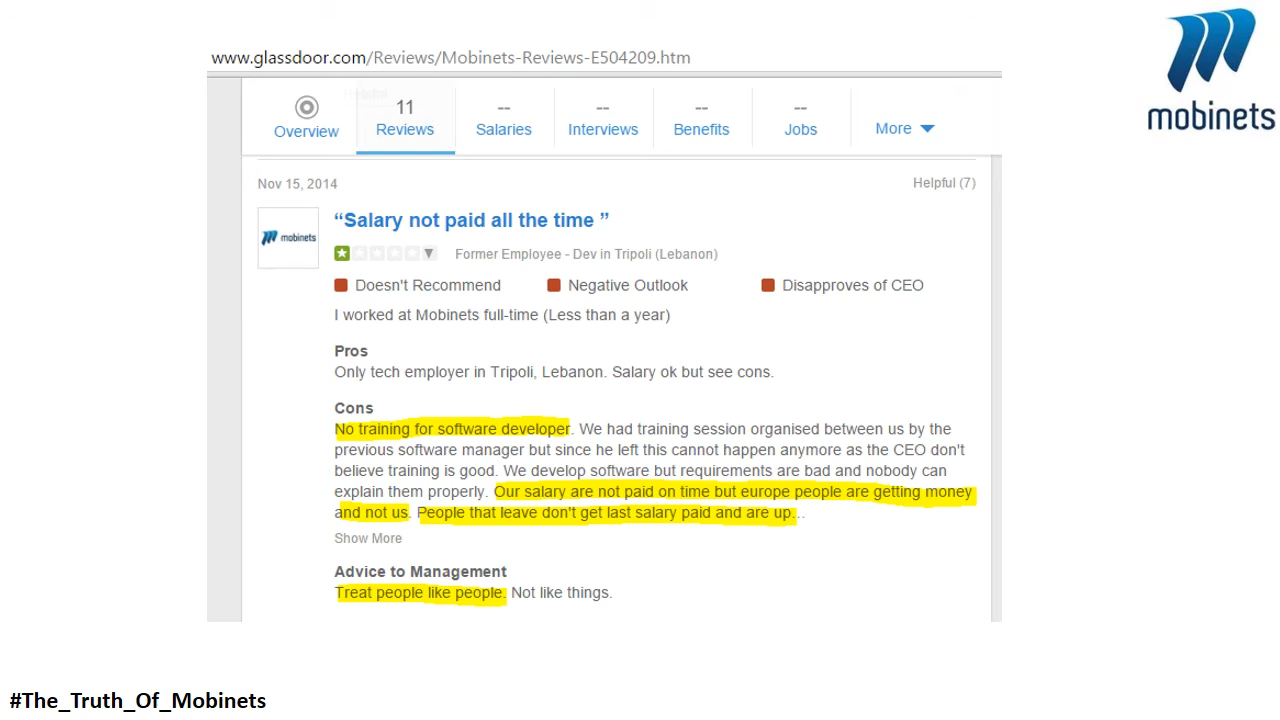 www.glassdoor.com/Reviews/Mobinets-Reviews-E504209.htm
mobinets
Overview
11
Reviews
--
Salaries
--
Interviews
--
Benefits
--
Jobs
More
Nov 15, 2014
Helpful (7)
mobinets
“Salary not paid all the time ”
Former Employee - Dev in Tripoli (Lebanon)
Doesn't Recommend
Negative Outlook
Disapproves of CEO
I worked at Mobinets full-time (Less than a year)
Pros
Only tech employer in Tripoli, Lebanon. Salary ok but see cons.
Cons
No training for software developer. We had training session organised between us by the
previous software manager but since he left this cannot happen anymore as the CEO don't
believe training is good. We develop software but requirements are bad and nobody can
explain them properly. Our salary are not paid on time but europe people are getting money
and not us. People that leave don't get last salary paid and are up...
Show More
Advice to Management
Treat people like people. Not like things.
#The_Truth_Of_Mobinets